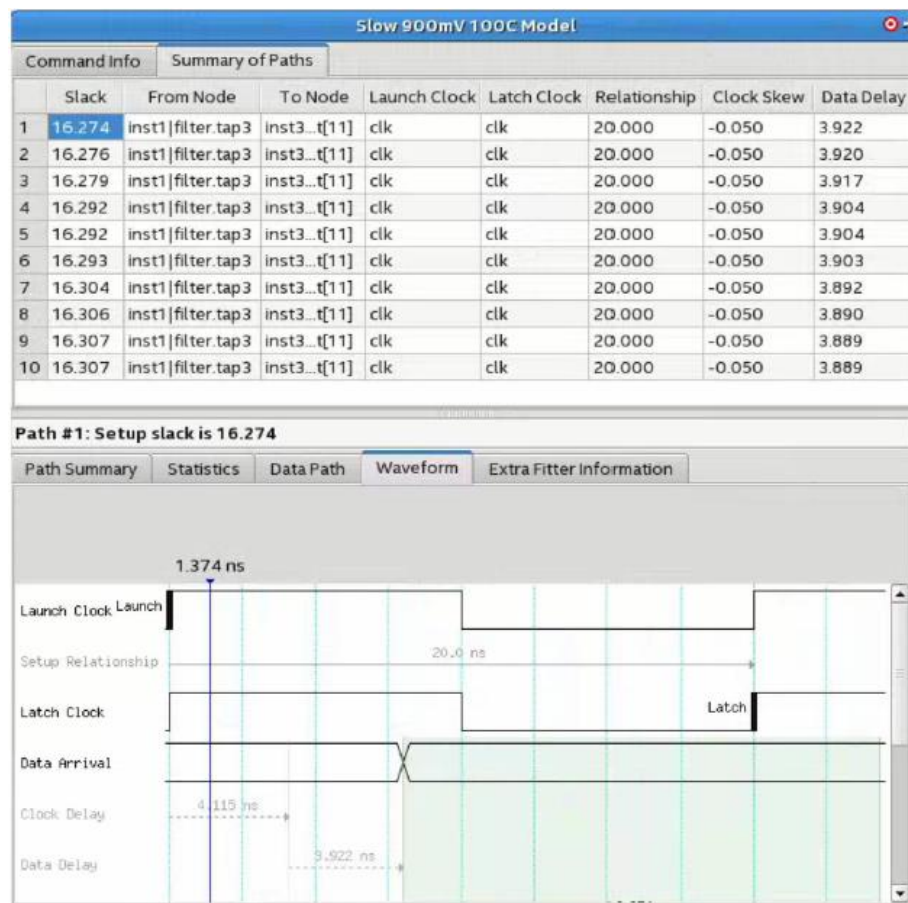 Slow 900mV 100C Model
Command Info Summary of Paths
Slack From Node To Node Launch Clock Latch Clock Relationship Clock Skew Data Delay
1 16.274 inst1|filter.tap3 inst3...t[11] clk clk 20.000 -0.050 3.922
2 16.276 inst1|filter.tap3 inst3...t[11] clk clk 20.000 -0.050 3.920
3 16.279 inst1|filter.tap3 inst3...t[11] clk clk 20.000 -0.050 3.917
4 16.292 inst1|filter.tap3 inst3...t[11] clk clk 20.000 -0.050 3.904
5 16.292 inst1|filter.tap3 inst3...t[11] clk clk 20.000 -0.050 3.904
6 16.293 inst1|filter.tap3 inst3...t[11] clk clk 20.000 -0.050 3.903
7 16.304 inst1|filter.tap3 inst3...t[11] clk clk 20.000 -0.050 3.892
8 16.306 inst1|filter.tap3 inst3...t[11] clk clk 20.000 -0.050 3.890
9 16.307 inst1|filter.tap3 inst3...t[11] clk clk 20.000 -0.050 3.889
10 16.307 inst1|filter.tap3 inst3...t[11] clk clk 20.000 -0.050 3.889
Path #1: Setup slack is 16.274
Path Summary Statistics Data Path Waveform Extra Fitter Information
1.374 ns
Launch Clock Launch
Setup Relationship 20.0 ns
Latch Clock Latch
Data Arrival
Clock Delay 4.115 ns
Data Delay 3.922 ns